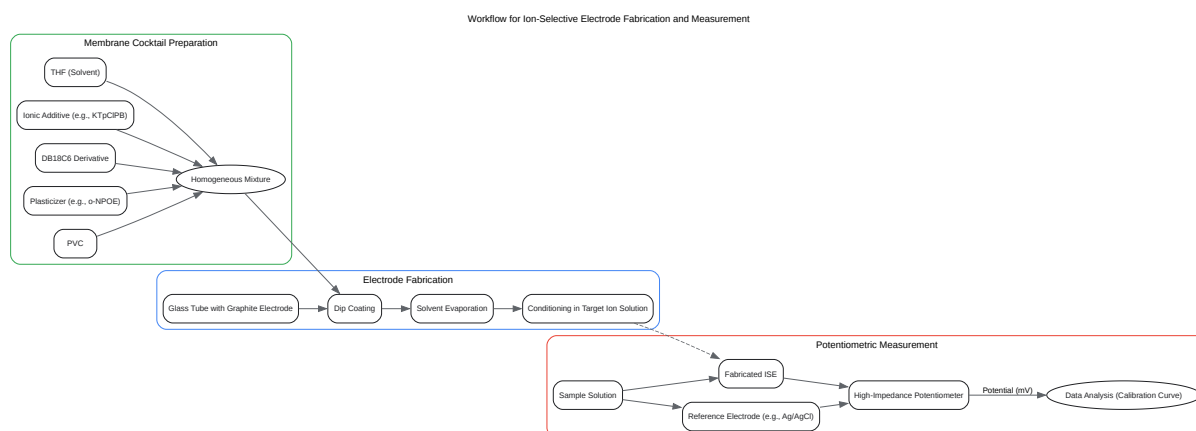 Workflow for Ion-Selective Electrode Fabrication and Measurement
Membrane Cocktail Preparation
THF (Solvent)
Ionic Additive (e.g., KTpClPB)
DB18C6 Derivative
Plasticizer (e.g., o-NPOE)
PVC
Homogeneous Mixture
Electrode Fabrication
Glass Tube with Graphite Electrode
Dip Coating
Solvent Evaporation
Conditioning in Target Ion Solution
Potentiometric Measurement
Sample Solution
Fabricated ISE
Reference Electrode (e.g., Ag/AgCl)
High-Impedance Potentiometer
Potential (mV)
Data Analysis (Calibration Curve)